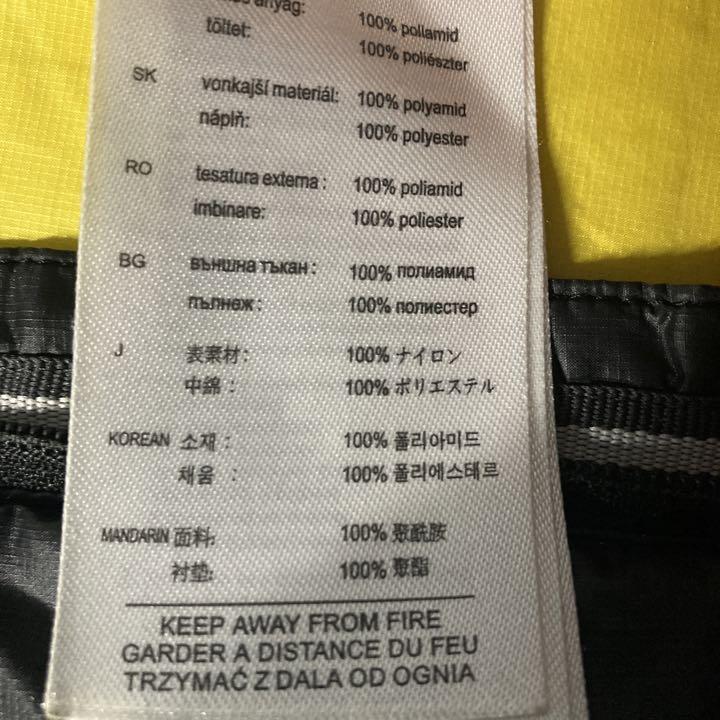 anyag: 100% poliamid
töltet: 100% poliészter
SK vonkajší materiál: 100% polyamid
náplň: 100% polyester
RO tesatura externa : 100% poliamid
imbinare: 100% poliester
BG външна тъкан : 100% полиамид
пълнеж : 100% полиестер
J 表素材: 100% ナイロン
中綿 : 100% ポリエステル
KOREAN 소재 : 100% 폴리아미드
채움 : 100% 폴리에스테르
MANDARIN 面料: 100% 聚酰胺
衬垫: 100% 聚酯
KEEP AWAY FROM FIRE
GARDER A DISTANCE DU FEU
TRZYMAĆ Z DALA OD OGNIA